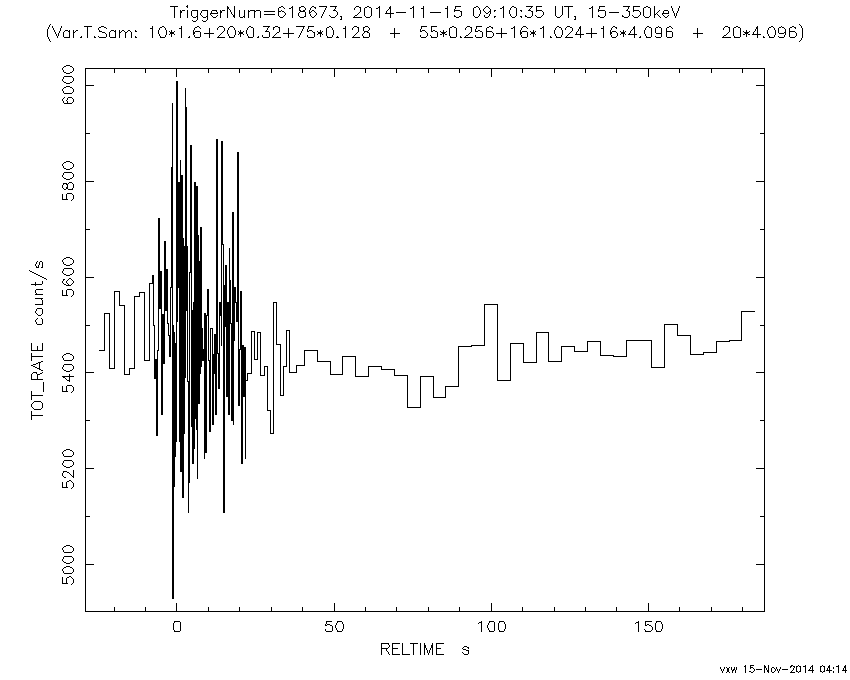 TriggerNum=618673, 2014-11-15 09:10:35 UT, 15-350keV
(Var.T.Sam: 10*1.6+20*0.32+75*0.128 + 55*0.256+16*1.024+16*4.096 + 20*4.096)
TOT_RATE count/s
6000
5800
5600
5400
5200
5000
0 50 100 150
RELTIME s
vxw 15-Nov-2014 04:14